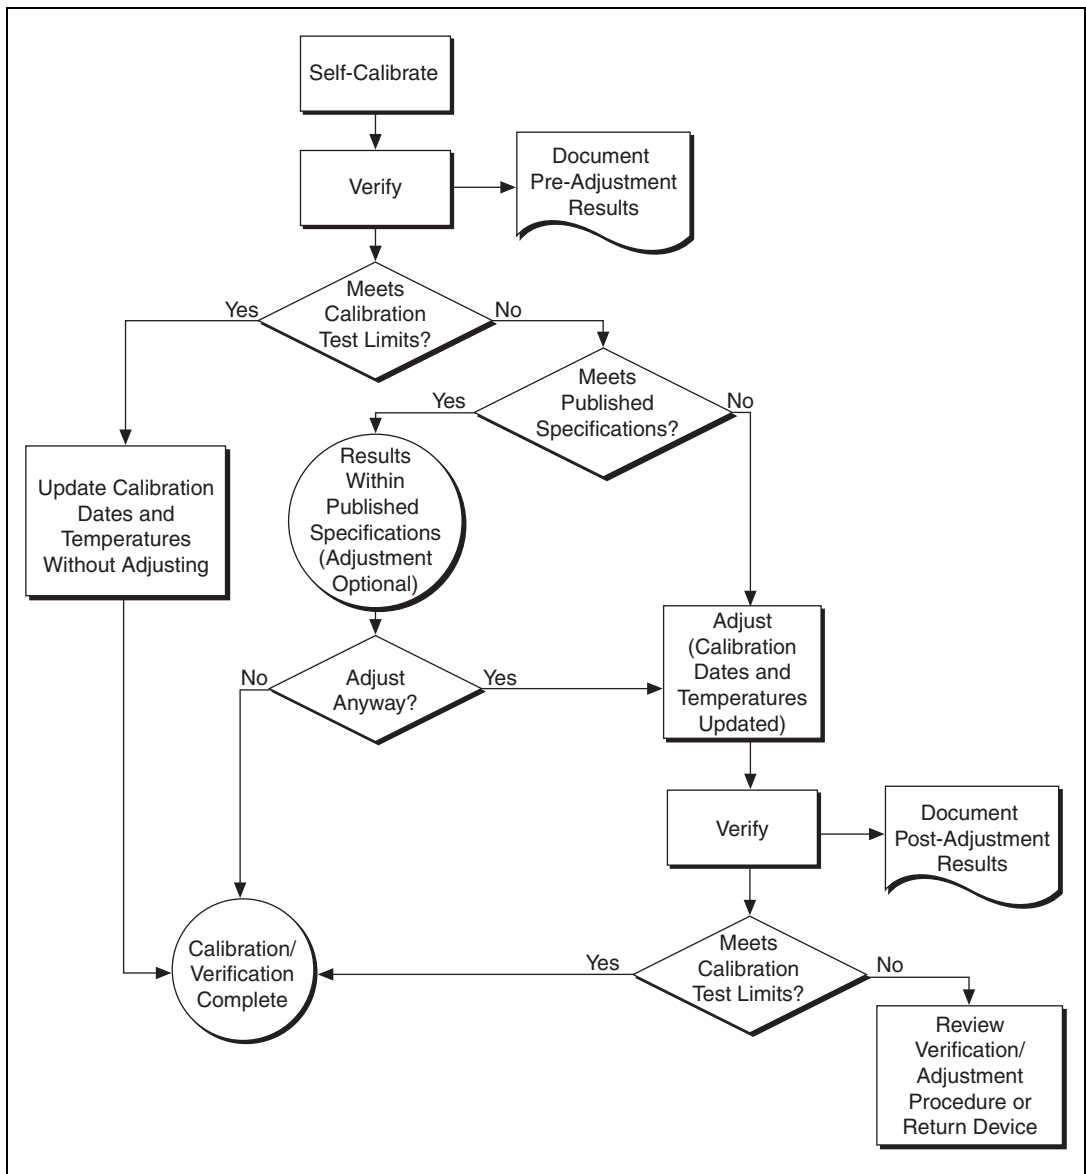 Self-Calibrate
Verify
Document
Pre-Adjustment
Results
Meets
Calibration
Test Limits?
Yes
No
Meets
Published
Specifications?
Yes
No
Update Calibration
Dates and
Temperatures
Without Adjusting
Results
Within
Published
Specifications
(Adjustment
Optional)
Adjust
(Calibration
Dates and
Temperatures
Updated)
Adjust
Anyway?
No
Yes
Verify
Document
Post-Adjustment
Results
Meets
Calibration
Test Limits?
Yes
No
Calibration/
Verification
Complete
Review
Verification/
Adjustment
Procedure or
Return Device